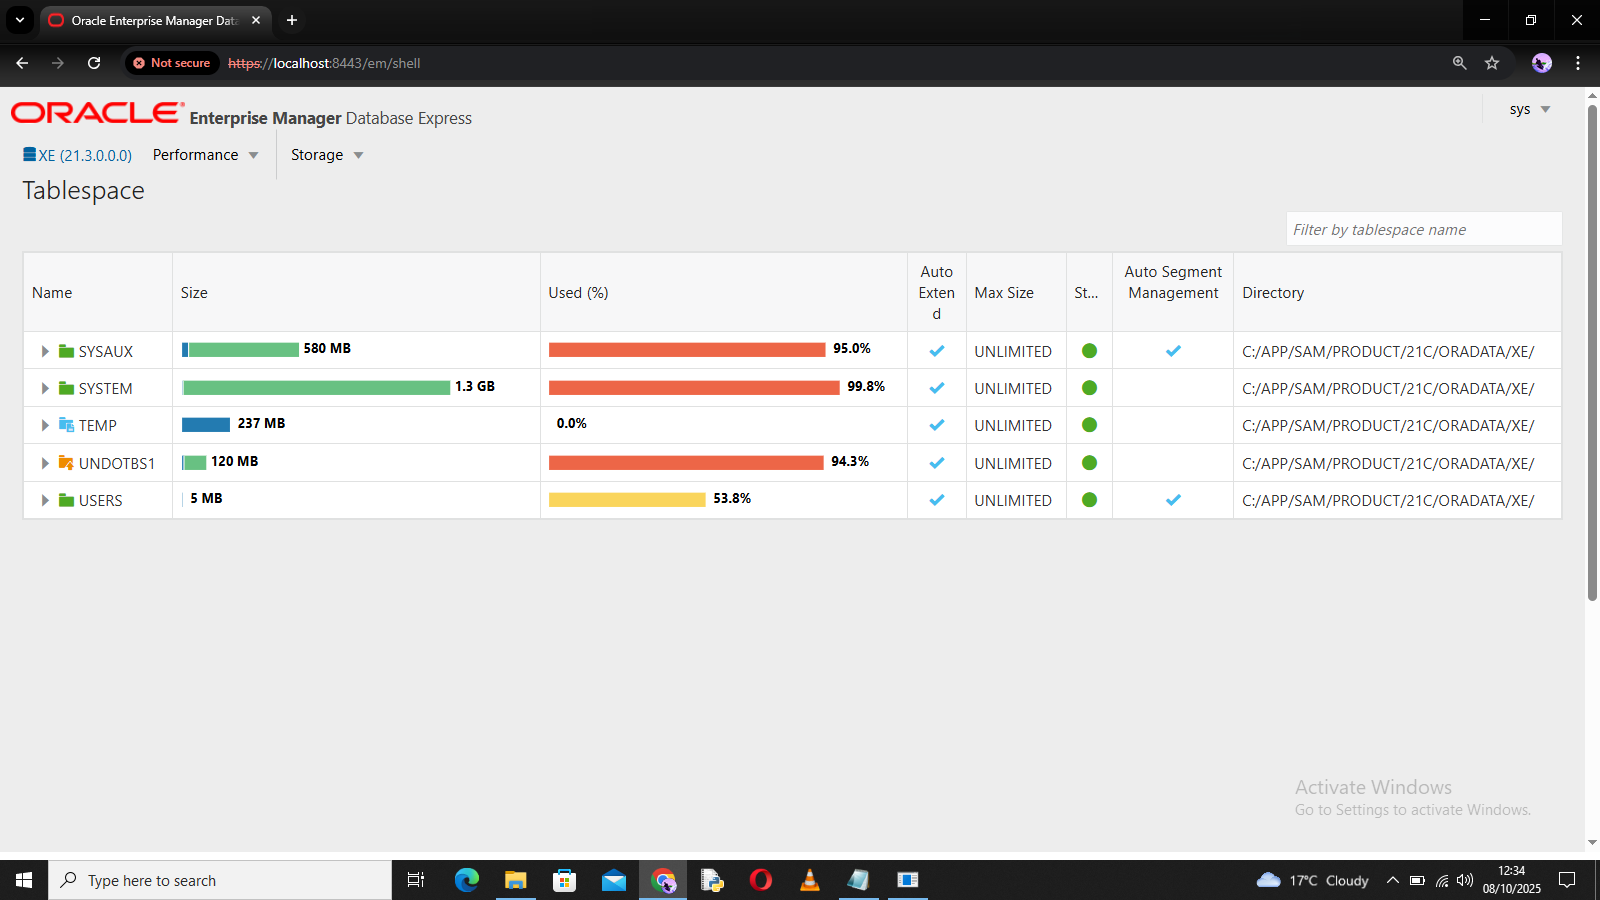 Oracle Enterprise Manager Dat
Not secure https://localhost:8443/em/shell
ORACLE Enterprise Manager Database Express
sys
XE (21.3.0.0.0) Performance Storage
Tablespace
Filter by tablespace name
Name Size Used (%) Auto Extend Max Size St... Auto Segment Management Directory
SYSAUX 580 MB 95.0% UNLIMITED C:/APP/SAM/PRODUCT/21C/ORADATA/XE/
SYSTEM 1.3 GB 99.8% UNLIMITED C:/APP/SAM/PRODUCT/21C/ORADATA/XE/
TEMP 237 MB 0.0% UNLIMITED C:/APP/SAM/PRODUCT/21C/ORADATA/XE/
UNDOTBS1 120 MB 94.3% UNLIMITED C:/APP/SAM/PRODUCT/21C/ORADATA/XE/
USERS 5 MB 53.8% UNLIMITED C:/APP/SAM/PRODUCT/21C/ORADATA/XE/
Activate Windows
Go to Settings to activate Windows.
Type here to search
17°C Cloudy
12:34
08/10/2025